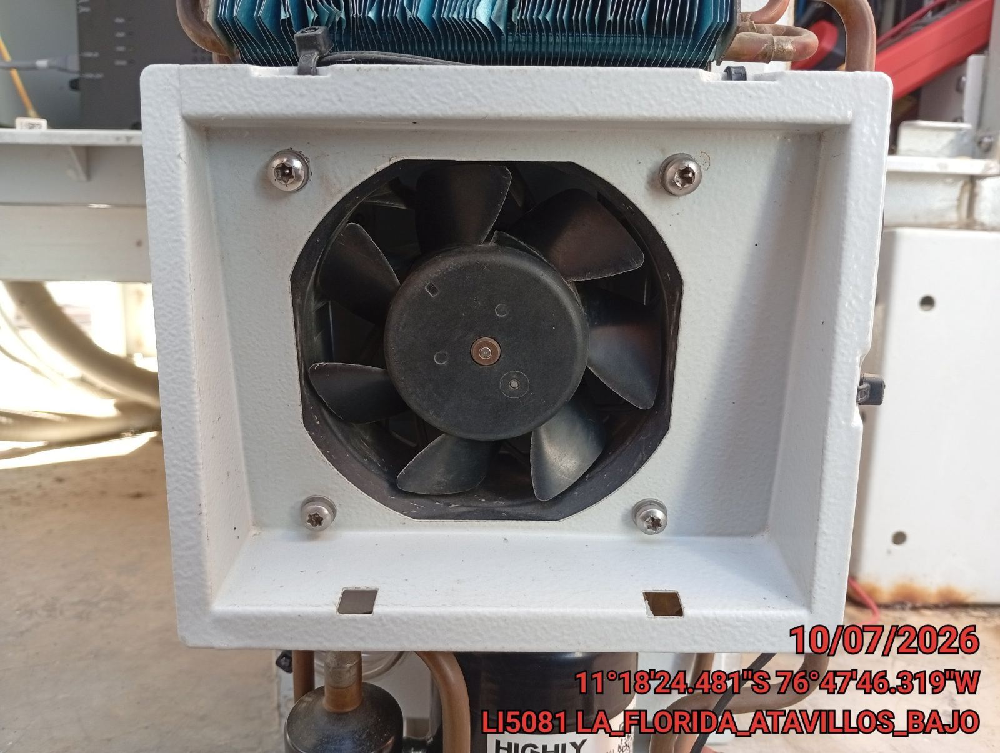 10/07/2026
11°18'24.481"S 76°47'46.319"W
LI5081 LA_FLORIDA_ATAVILLOS_BAJO
HIGHLY